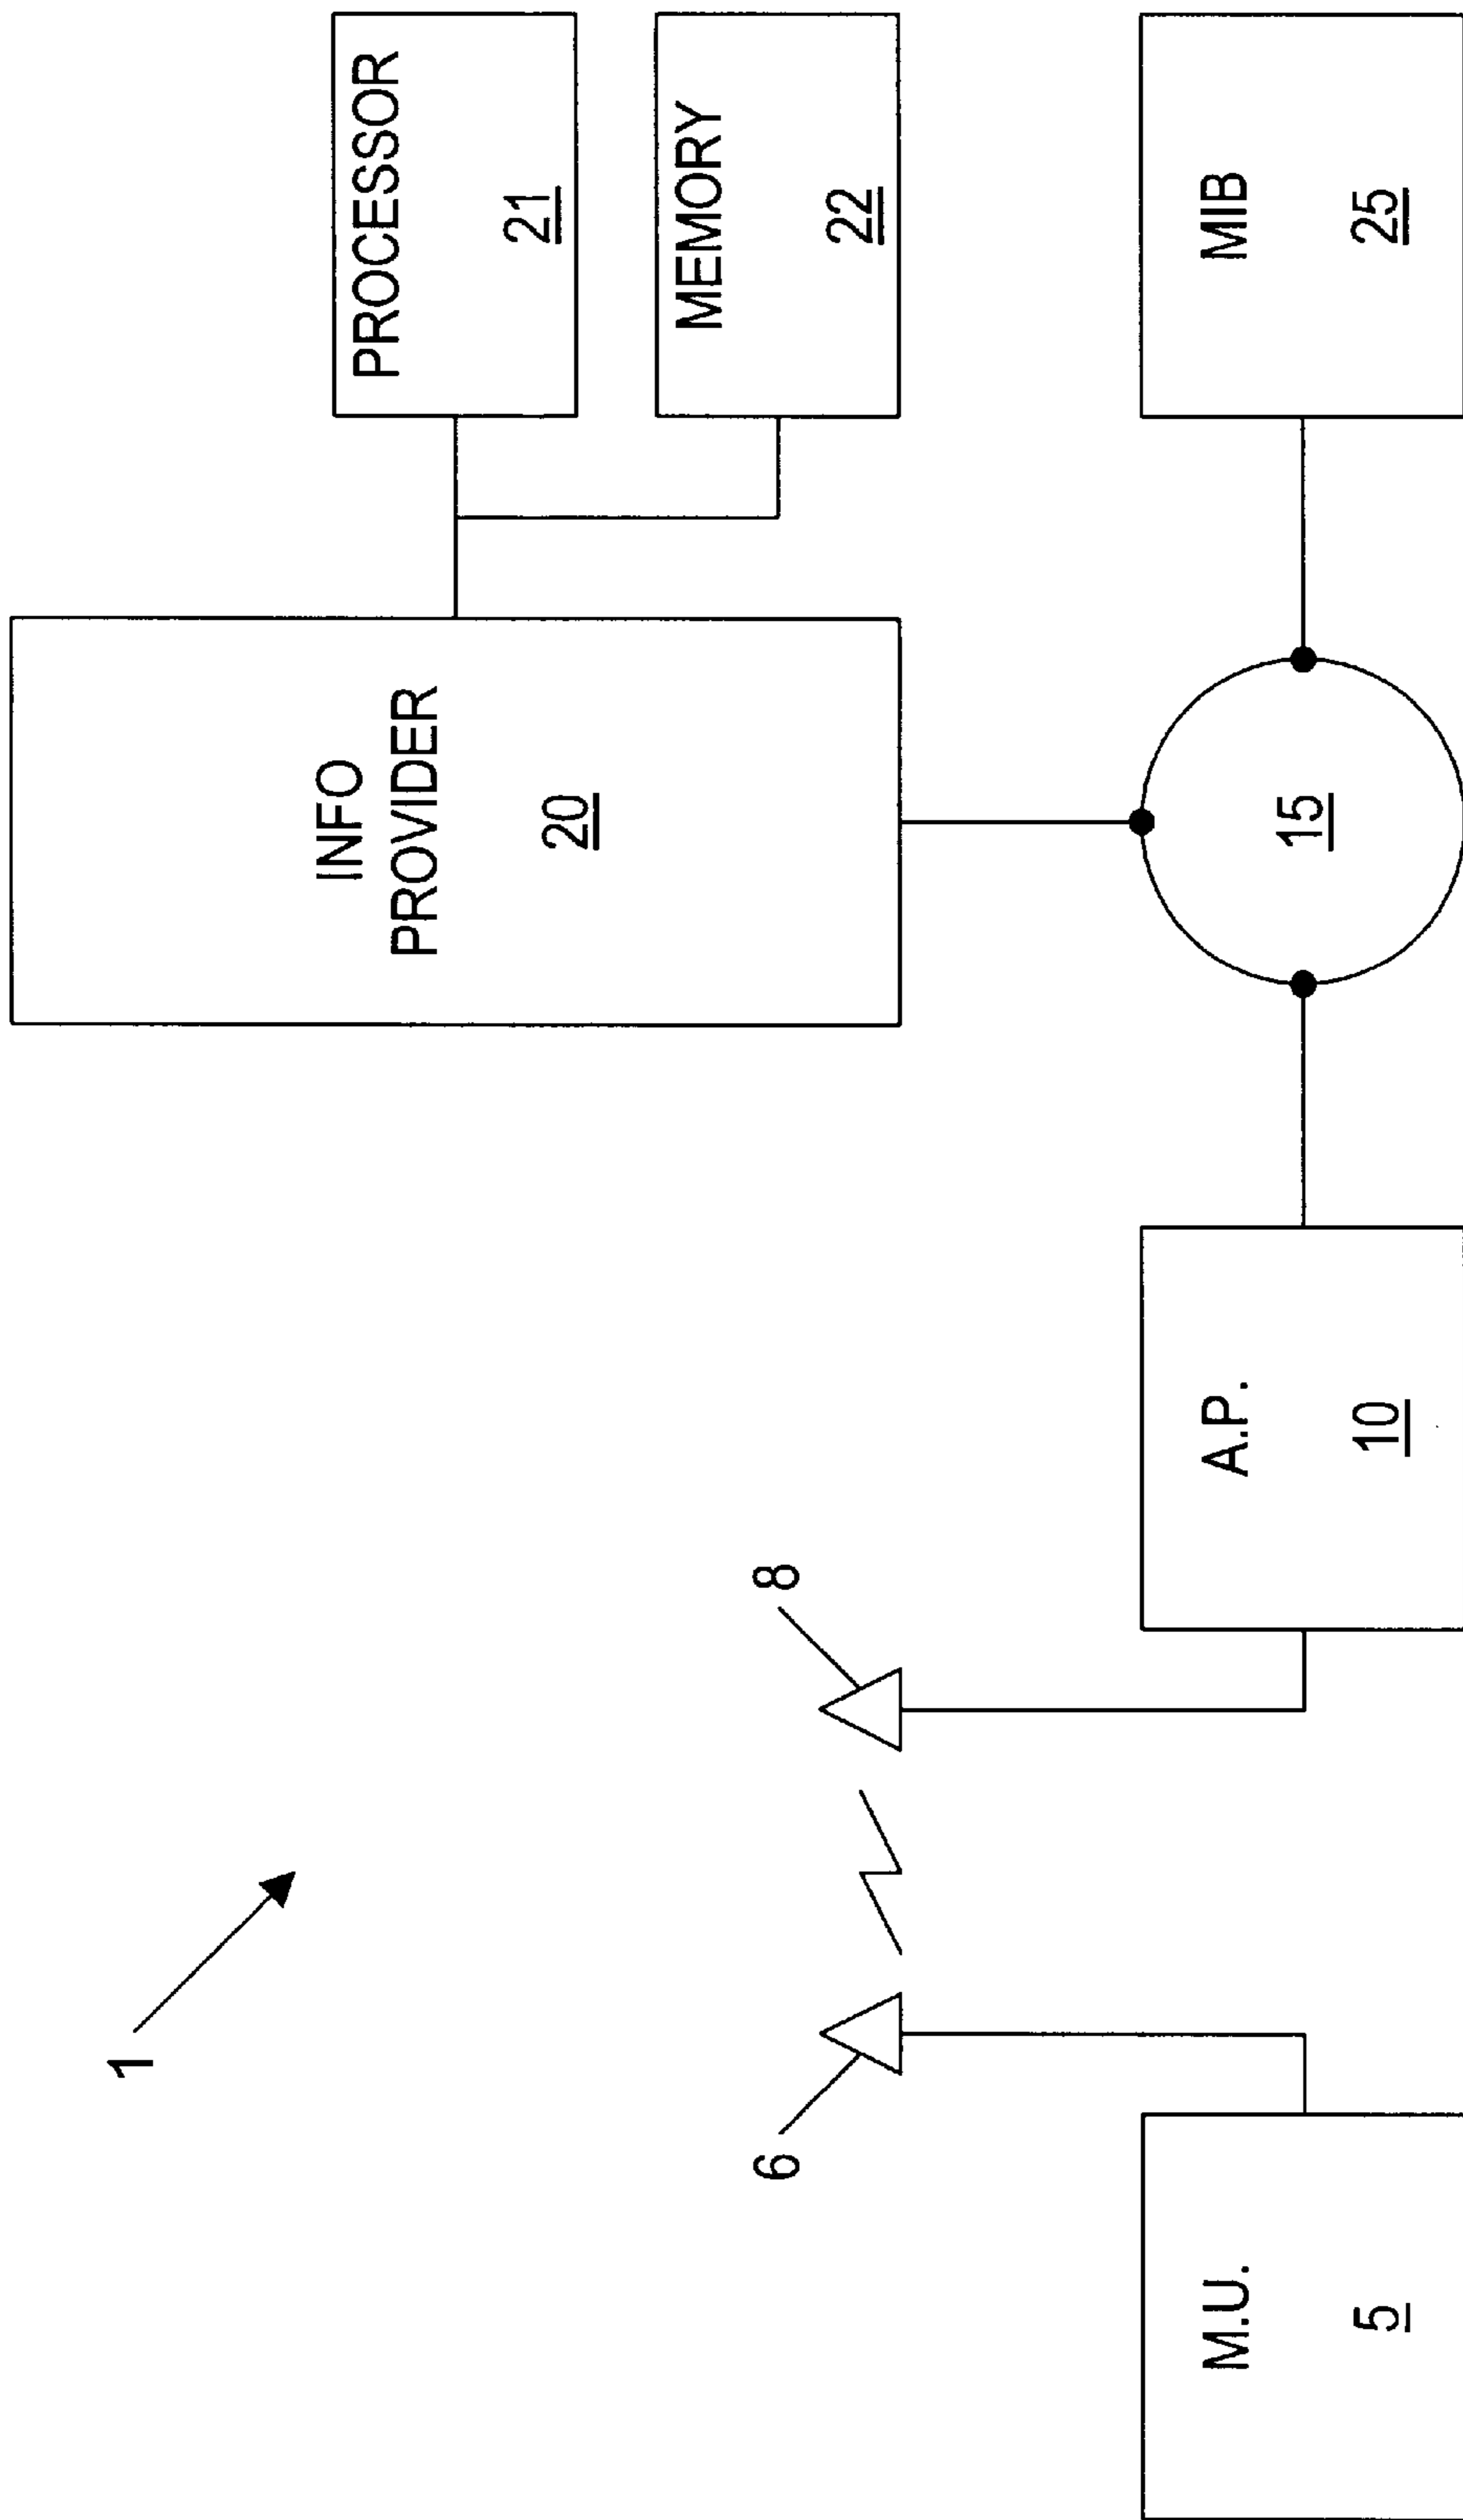 1
INFO
PROVIDER
20
PROCESSOR
21
MEMORY
22
6
8
M.U.
5
A.P.
10
15
MIB
25